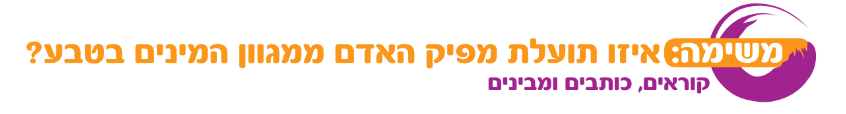 משימה: איזו תועלת מפיק האדם ממגוון המינים בטבע?
קוראים, כותבים ומבינים